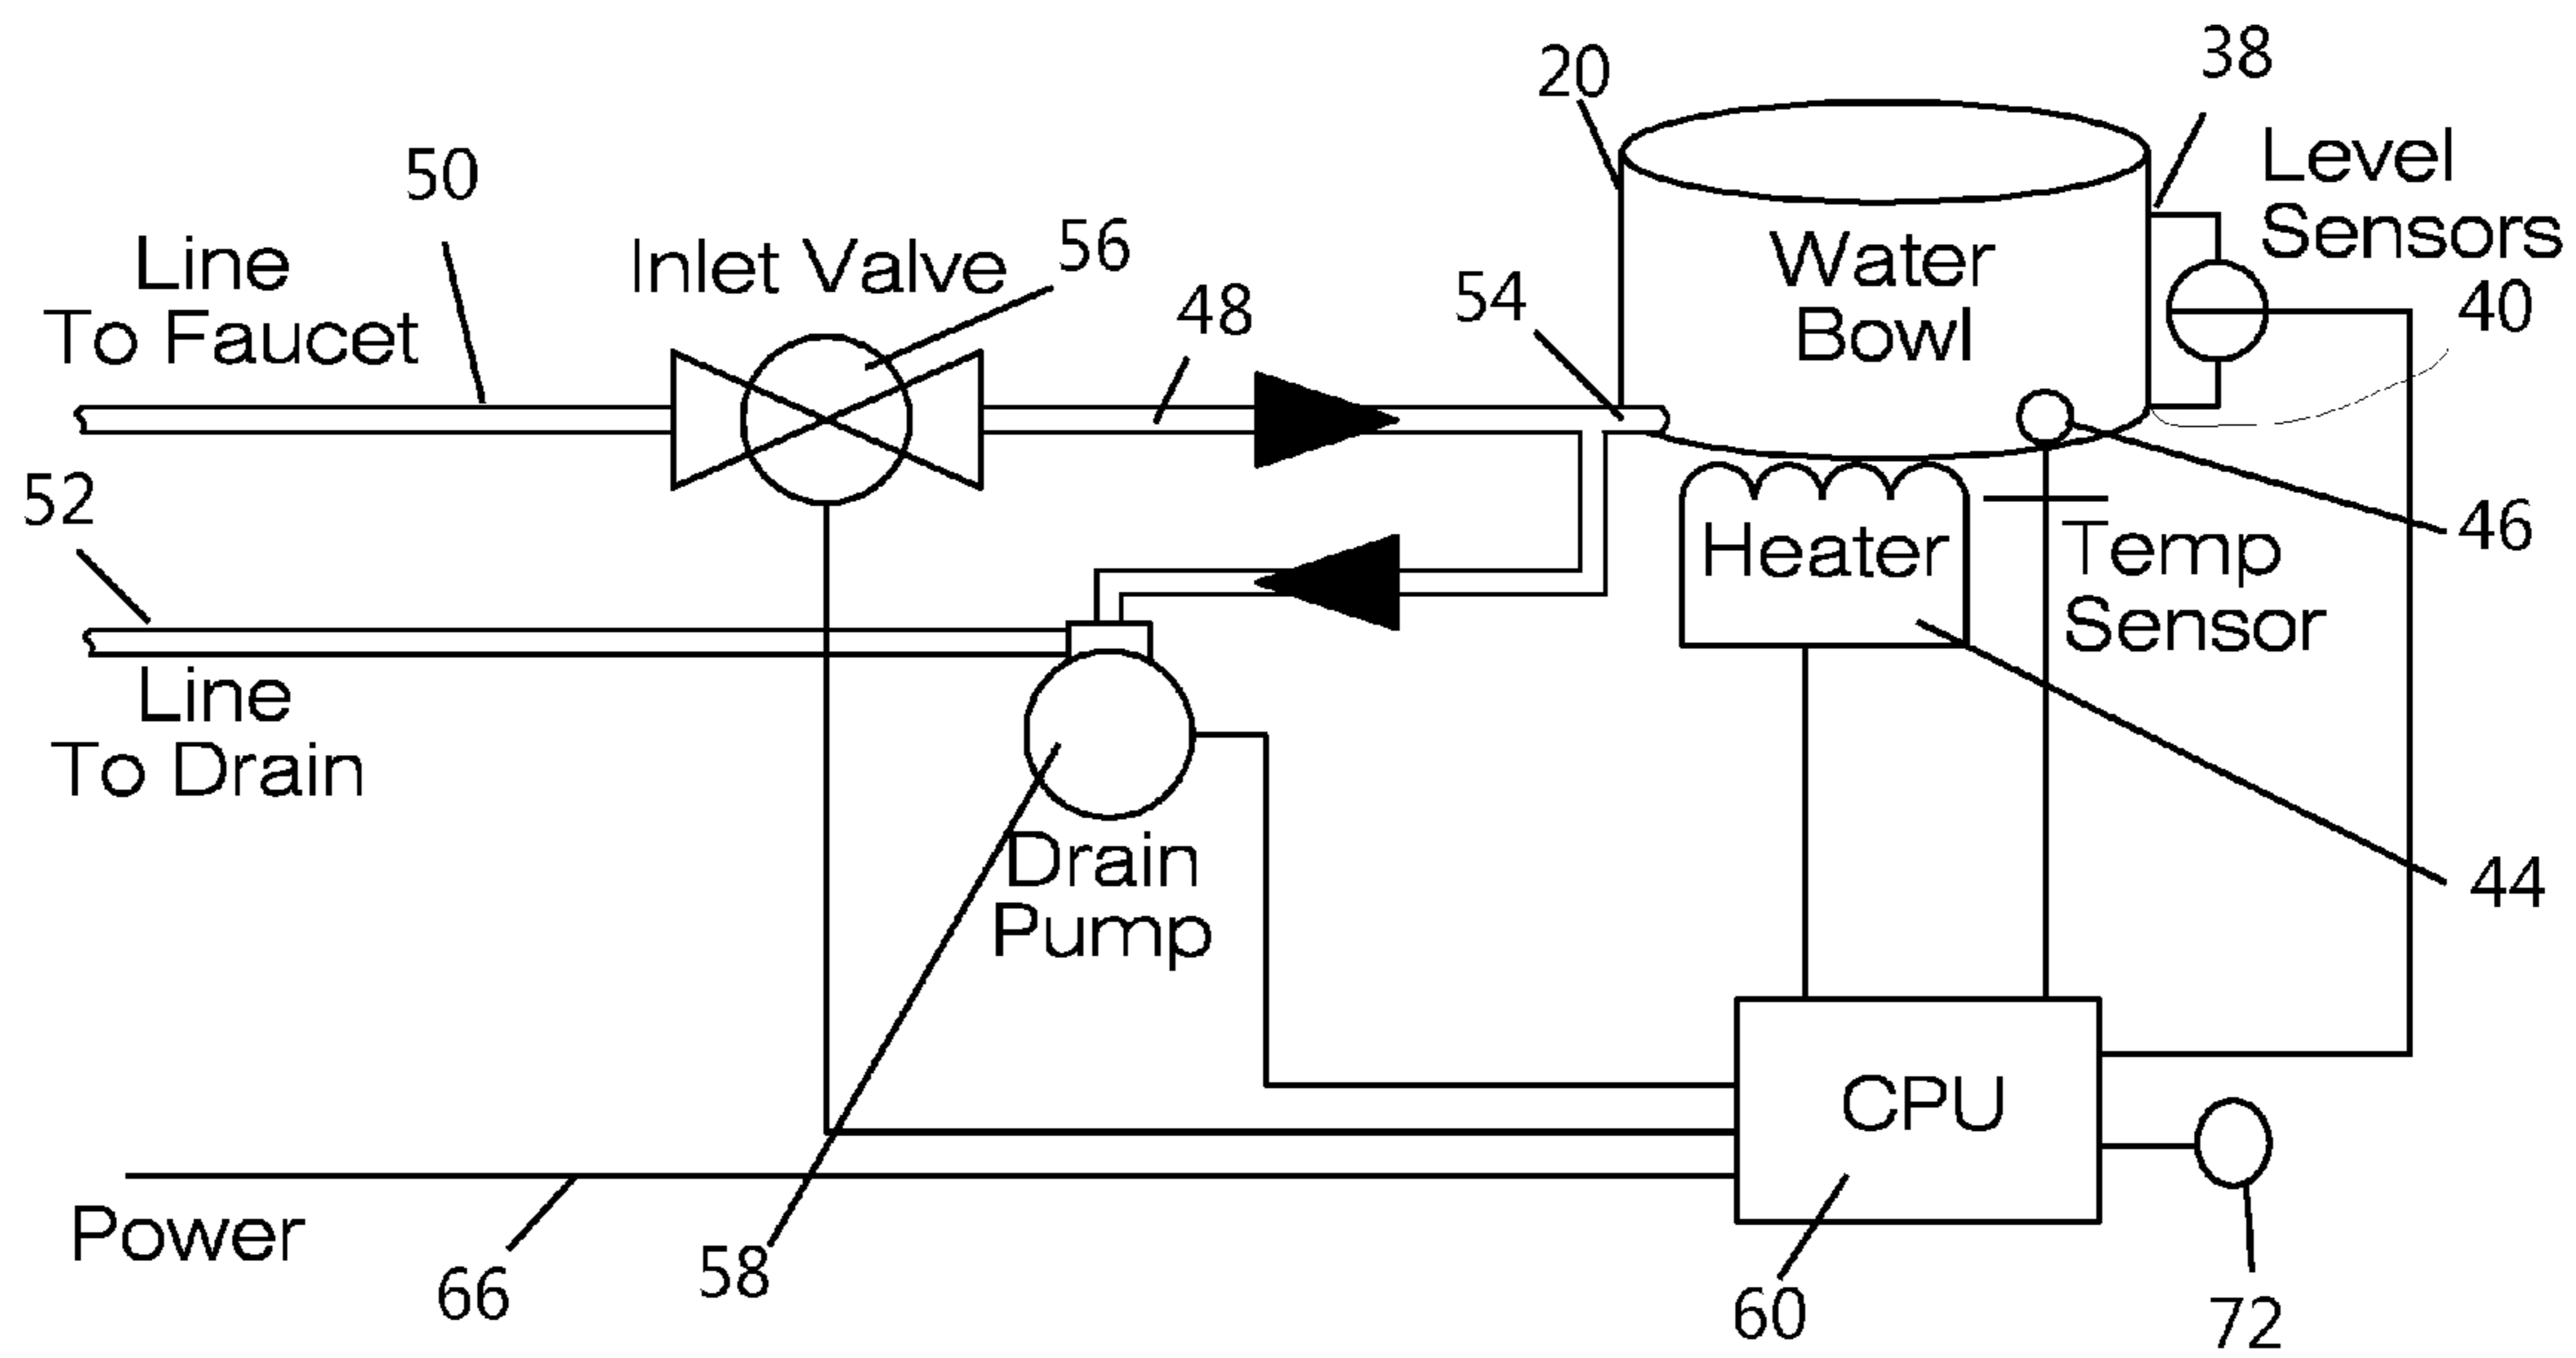 20
38
Level
Sensors
40
50
Line
To Faucet
Inlet Valve
56
48
54
Water
Bowl
52
Heater
46
Temp
Sensor
Line
To Drain
Drain
Pump
44
CPU
Power
66
58
60
72